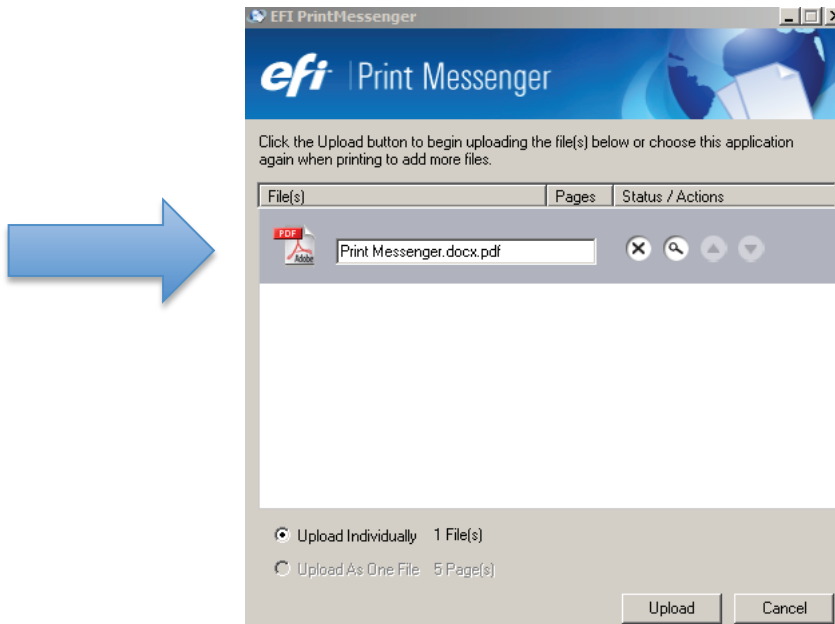 EFI PrintMessenger
efi Print Messenger
Click the Upload button to begin uploading the file(s) below or choose this application
again when printing to add more files.
File(s) Pages Status / Actions
PDF
Adobe
Print Messenger.docx.pdf
Upload Individually 1 File(s)
Upload As One File 5 Page(s)
Upload Cancel